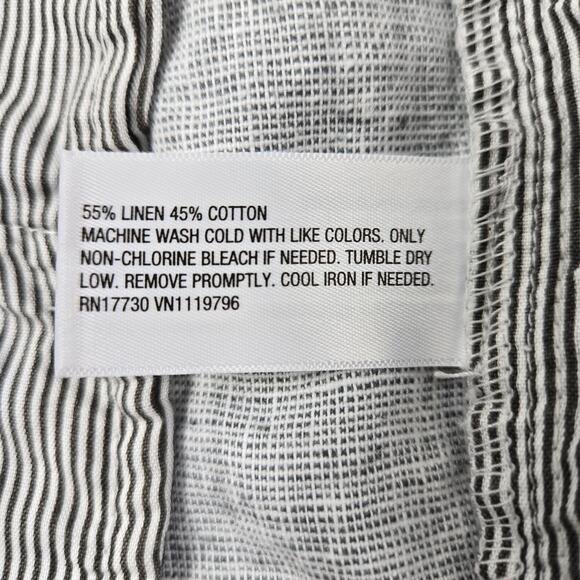 55% LINEN 45% COTTON
MACHINE WASH COLD WITH LIKE COLORS. ONLY
NON-CHLORINE BLEACH IF NEEDED. TUMBLE DRY
LOW. REMOVE PROMPTLY. COOL IRON IF NEEDED.
RN17730 VN1119796